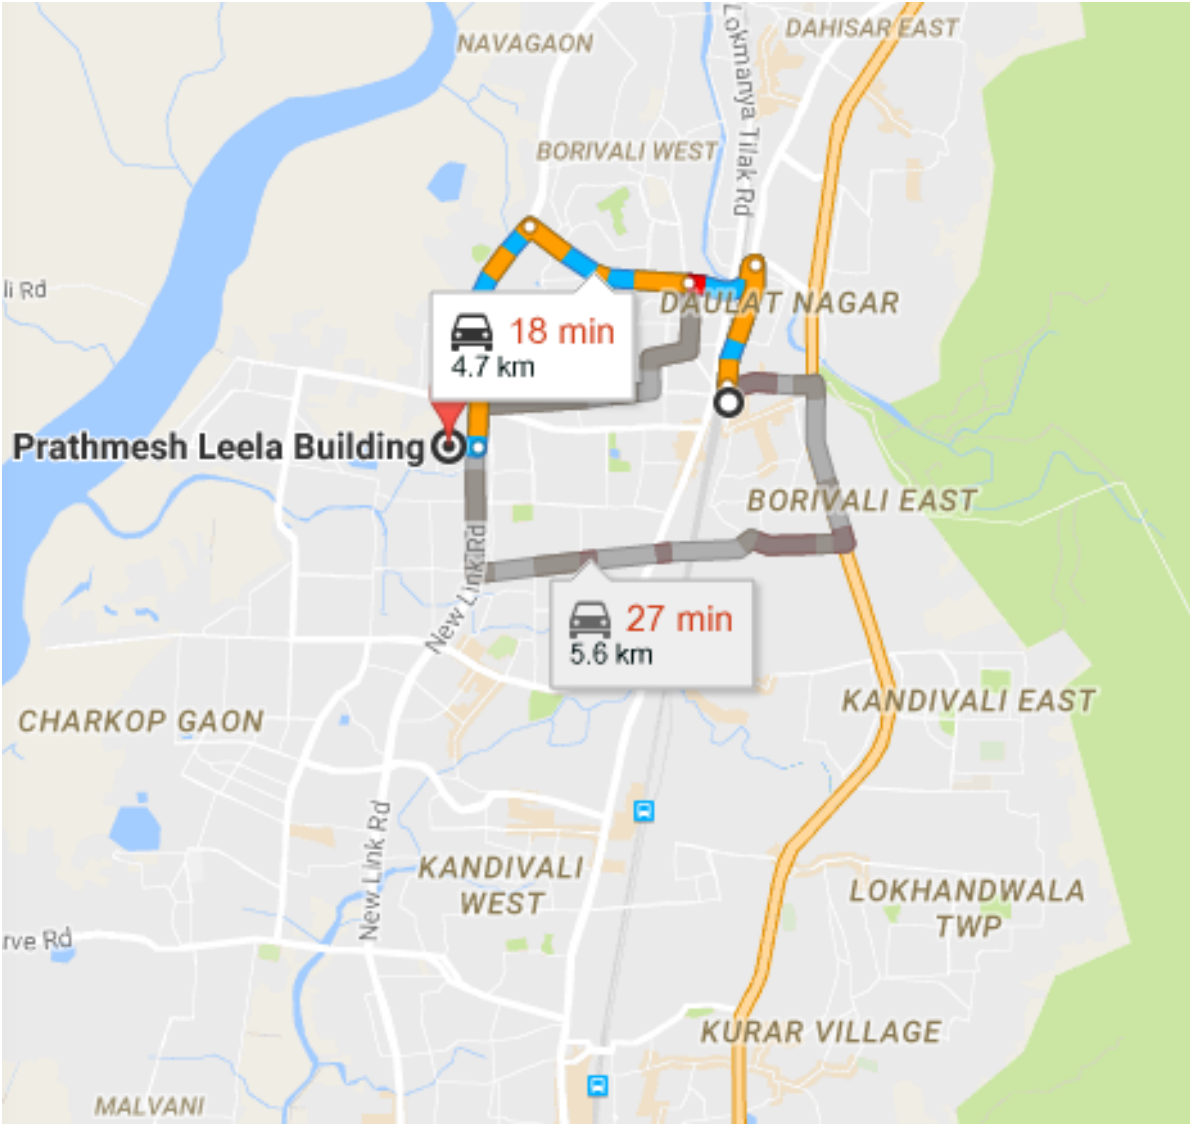 NAVAGAON
DAHISAR EAST
Lokmanya Tilak Rd
BORIVALI WEST
li Rd
DAULAT NAGAR
18 min
4.7 km
Prathmesh Leela Building
BORIVALI EAST
New Link Rd
27 min
5.6 km
CHARKOP GAON
KANDIVALI EAST
New Link Rd
KANDIVALI
WEST
LOKHANDWALA
TWP
rve Rd
KURAR VILLAGE
MALVANI